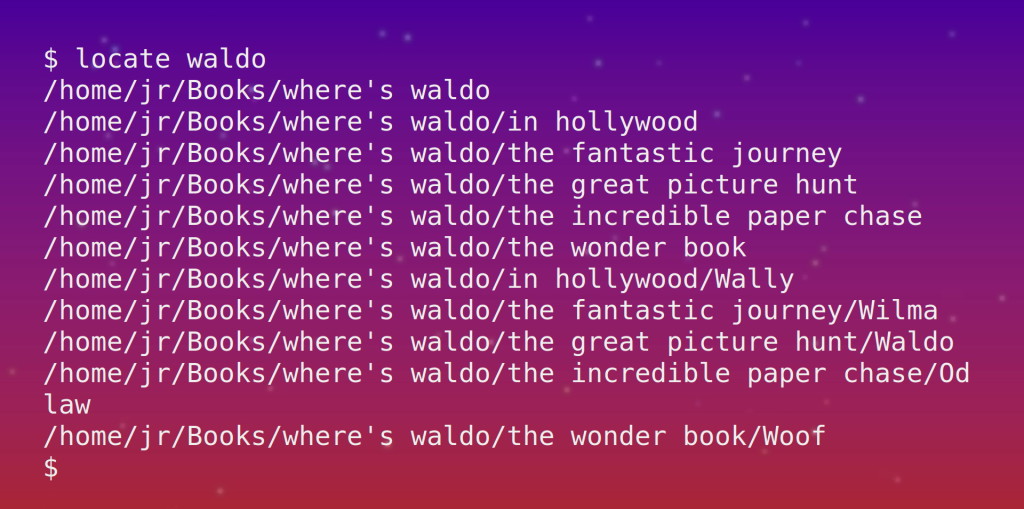 $ locate waldo
/home/jr/Books/where's waldo
/home/jr/Books/where's waldo/in hollywood
/home/jr/Books/where's waldo/the fantastic journey
/home/jr/Books/where's waldo/the great picture hunt
/home/jr/Books/where's waldo/the incredible paper chase
/home/jr/Books/where's waldo/the wonder book
/home/jr/Books/where's waldo/in hollywood/Wally
/home/jr/Books/where's waldo/the fantastic journey/Wilma
/home/jr/Books/where's waldo/the great picture hunt/Waldo
/home/jr/Books/where's waldo/the incredible paper chase/Od
law
/home/jr/Books/where's waldo/the wonder book/Woof
$